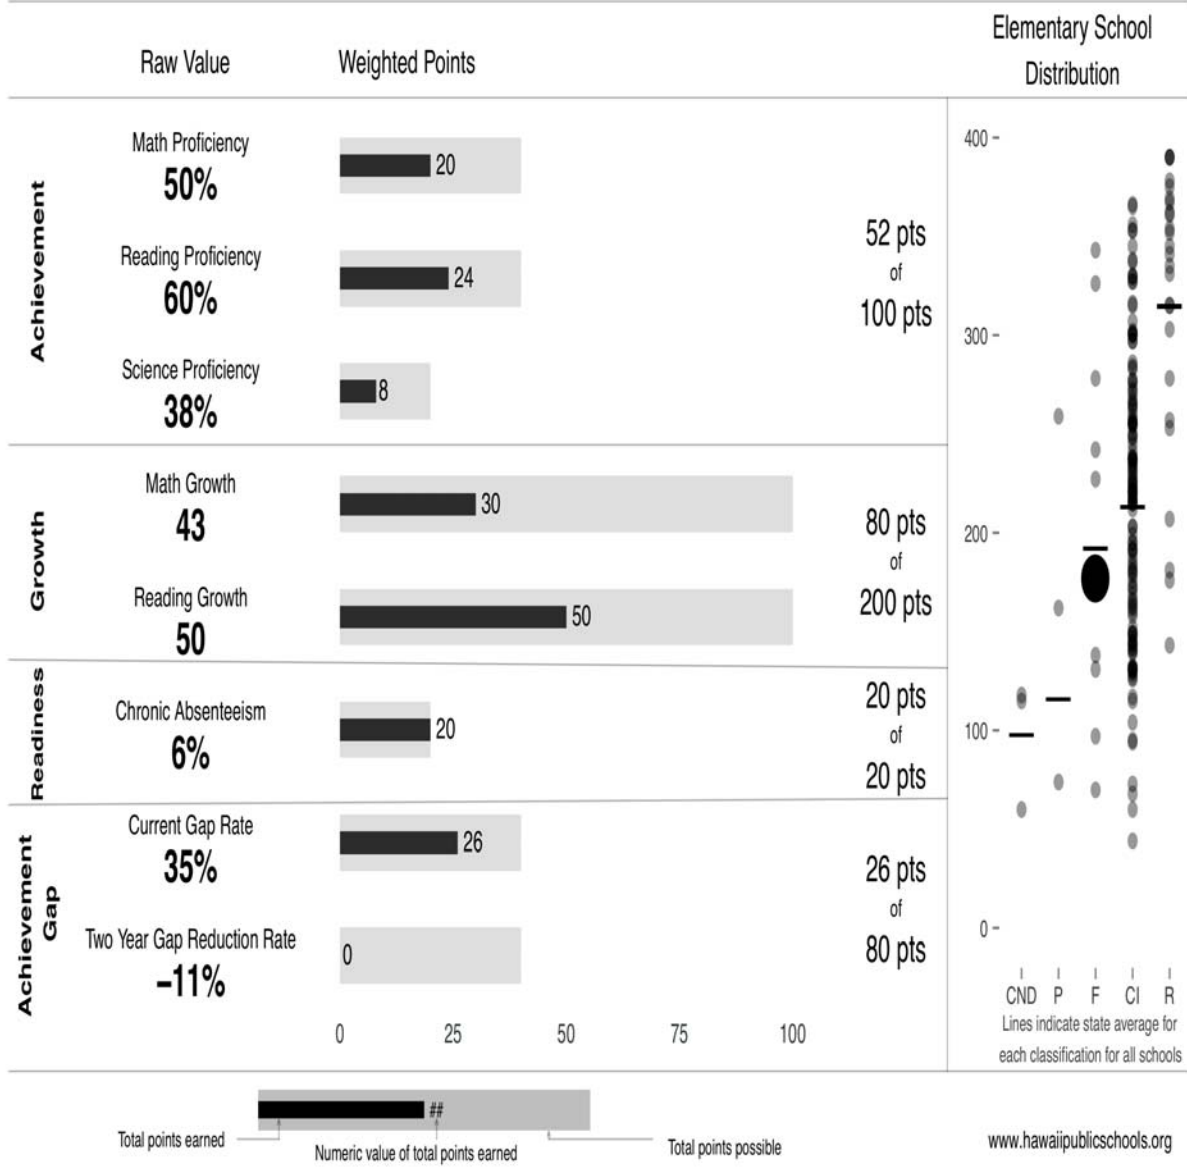 Raw Value
Weighted Points
Elementary School
Distribution
Achievement
Math Proficiency
50%
20
Reading Proficiency
60%
24
Science Proficiency
38%
8
52 pts
of
100 pts
Growth
Math Growth
43
30
Reading Growth
50
50
80 pts
of
200 pts
Readiness
Chronic Absenteeism
6%
20
20 pts
of
20 pts
Achievement
Gap
Current Gap Rate
35%
26
Two Year Gap Reduction Rate
–11%
0
26 pts
of
80 pts
0 25 50 75 100
400
300
200
100
0
CND P F CI R
Lines indicate state average for
each classification for all schools
##
Total points earned
Numeric value of total points earned
Total points possible
www.hawaiipublicschools.org